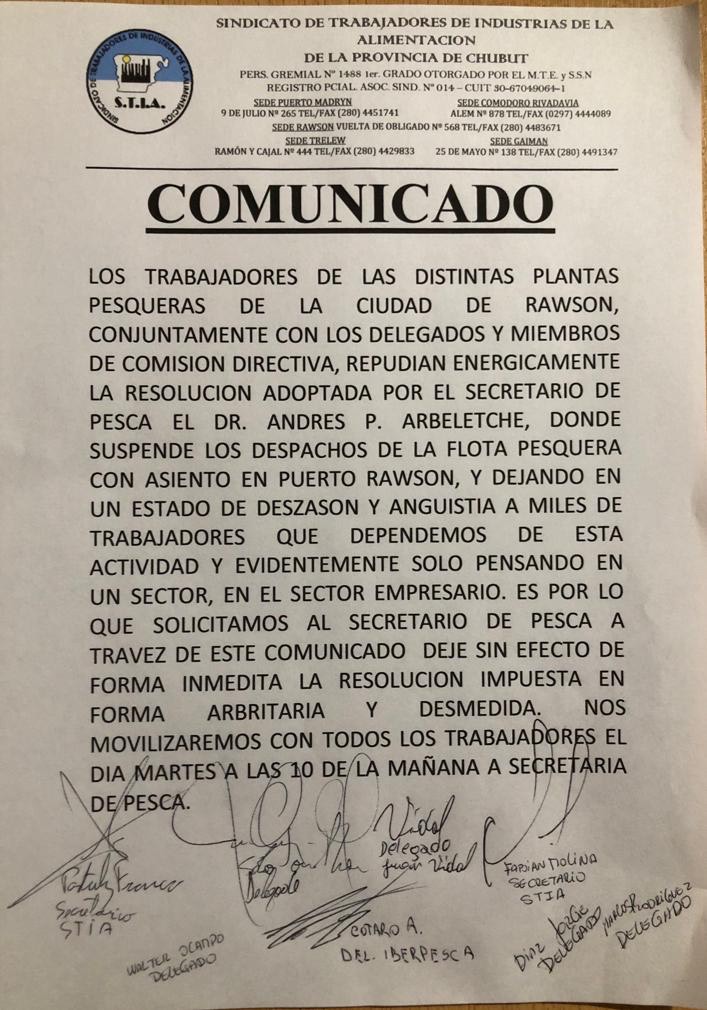 SINDICATO DE TRABAJADORES DE INDUSTRIAS DE LA
ALIMENTACION
DE LA PROVINCIA DE CHUBUT
PERS. GREMIAL Nº 1488 1er. GRADO OTORGADO POR EL M.T.E. y S.S.N
REGISTRO PCIAL. ASOC. SIND. Nº 014 – CUIT 30-67049064-1
SEDE PUERTO MADRYN
9 DE JULIO Nº 265 TEL/FAX (280) 4451741
SEDE COMODORO RIVADAVIA
ALEM Nº 878 TEL/FAX (0297) 4444089
SEDE RAWSON VUELTA DE OBLIGADO Nº 568 TEL/FAX (280) 4483671
SEDE TRELEW
RAMÓN Y CAJAL Nº 444 TEL/FAX (280) 4429833
SEDE GAIMAN
25 DE MAYO Nº 138 TEL/FAX (280) 4491347
SINDICATO DE TRABAJADORES DE INDUSTRIAS DE LA ALIMENTACION
S.T.I.A.
COMUNICADO
LOS TRABAJADORES DE LAS DISTINTAS PLANTAS
PESQUERAS DE LA CIUDAD DE RAWSON,
CONJUNTAMENTE CON LOS DELEGADOS Y MIEMBROS
DE COMISION DIRECTIVA, REPUDIAN ENERGICAMENTE
LA RESOLUCION ADOPTADA POR EL SECRETARIO DE
PESCA EL DR. ANDRES P. ARBELETCHE, DONDE
SUSPENDE LOS DESPACHOS DE LA FLOTA PESQUERA
CON ASIENTO EN PUERTO RAWSON, Y DEJANDO EN
UN ESTADO DE DESZASON Y ANGUISTIA A MILES DE
TRABAJADORES QUE DEPENDEMOS DE ESTA
ACTIVIDAD Y EVIDENTEMENTE SOLO PENSANDO EN
UN SECTOR, EN EL SECTOR EMPRESARIO. ES POR LO
QUE SOLICITAMOS AL SECRETARIO DE PESCA A
TRAVEZ DE ESTE COMUNICADO DEJE SIN EFECTO DE
FORMA INMEDITA LA RESOLUCION IMPUESTA EN
FORMA ARBRITARIA Y DESMEDIDA. NOS
MOVILIZAREMOS CON TODOS LOS TRABAJADORES EL
DIA MARTES A LAS 10 DE LA MAÑANA A SECRETARIA
DE PESCA.
Franco
Secretario
STIA
Delegado
Vidal
Delegado
Juan Vidal
FABIAN MOLINA
SECRETARIO
STIA
WALTER OCAMPO
DELEGADO
COTARO A.
DEL. IBERPESCA
DIAZ JORGE
DELEGADO
MARCOS RODRIGUEZ
DELEGADO